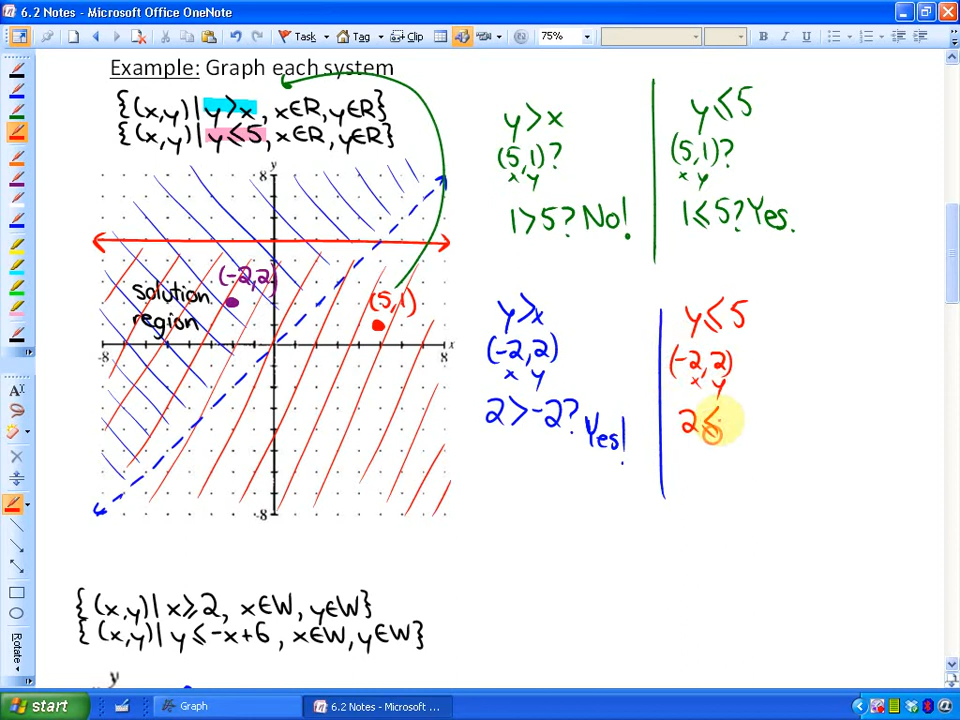 6.2 Notes - Microsoft Office OneNote
Task
Tag
Clip
75%
B I U
Example: Graph each system
{(x,y)| y>x, x∈R, y∈R}
{(x,y)| y≤5, x∈R, y∈R}
y
8
-8
x
8
-8
solution
region
(-2,2)
(5,1)
y>x
(5,1)?
x y
1>5? No!
y≤5
(5,1)?
x y
1≤5? Yes.
y>x
(-2,2)
x y
2>-2?
Yes!
y≤5
(-2,2)
x y
2≤
{(x,y)| x≥2, x∈W, y∈W}
{(x,y)| y≤-x+6, x∈W, y∈W}
y
A
Rotate
start
Graph
6.2 Notes - Microsoft ...